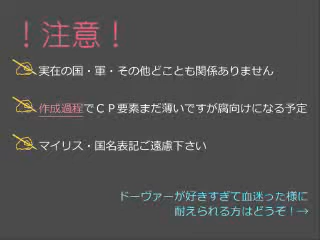 ！注意！
実在の国・軍・その他どことも関係ありません
作成過程でＣＰ要素まだ薄いですが腐向けになる予定
マイリス・国名表記ご遠慮下さい
ドーヴァーが好きすぎて血迷った様に
耐えられる方はどうぞ！→